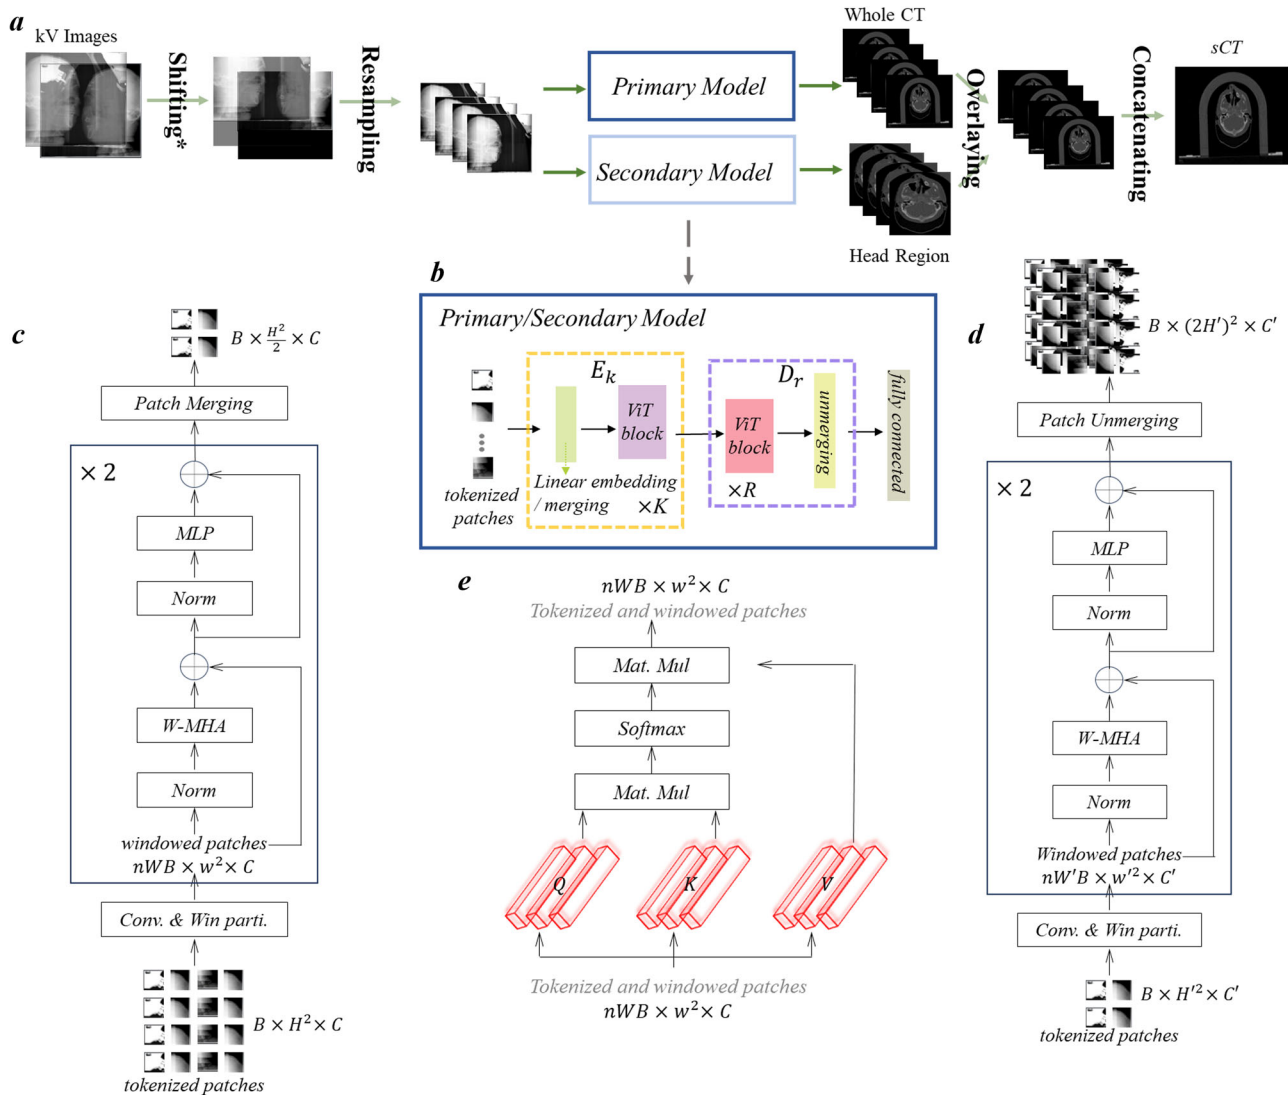 a
kV Images
Shifting*
Resampling
Primary Model
Secondary Model
Whole CT
Head Region
Overlaying
Concatenating
sCT
b
Primary/Secondary Model
tokenized
patches
E_k
ViT
block
Linear embedding
/ merging
×K
D_r
ViT
block
×R
unmerging
fully connected
c
B × H²/2 × C
Patch Merging
× 2
MLP
Norm
W-MHA
Norm
windowed patches
nWB × w² × C
Conv. & Win parti.
B × H² × C
tokenized patches
d
B × (2H′)² × C′
Patch Unmerging
× 2
MLP
Norm
W-MHA
Norm
Windowed patches
nW′B × w′² × C′
Conv. & Win parti.
B × H′² × C′
tokenized patches
e
nWB × w² × C
Tokenized and windowed patches
Mat. Mul
Softmax
Mat. Mul
Q
K
V
Tokenized and windowed patches
nWB × w² × C